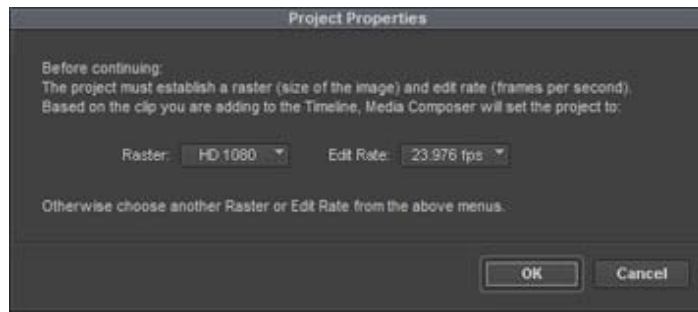 Project Properties
Before continuing:
The project must establish a raster (size of the image) and edit rate (frames per second).
Based on the clip you are adding to the Timeline, Media Composer will set the project to:
Raster: HD 1080 Edit Rate: 23.976 fps
Otherwise choose another Raster or Edit Rate from the above menus.
OK Cancel